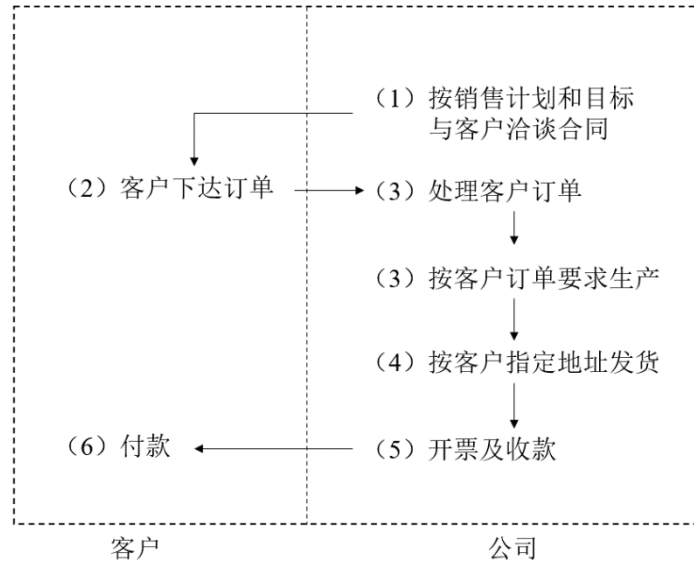 （1）按销售计划和目标
与客户洽谈合同
（2）客户下达订单
（3）处理客户订单
（3）按客户订单要求生产
（4）按客户指定地址发货
（6）付款
（5）开票及收款
客户
公司